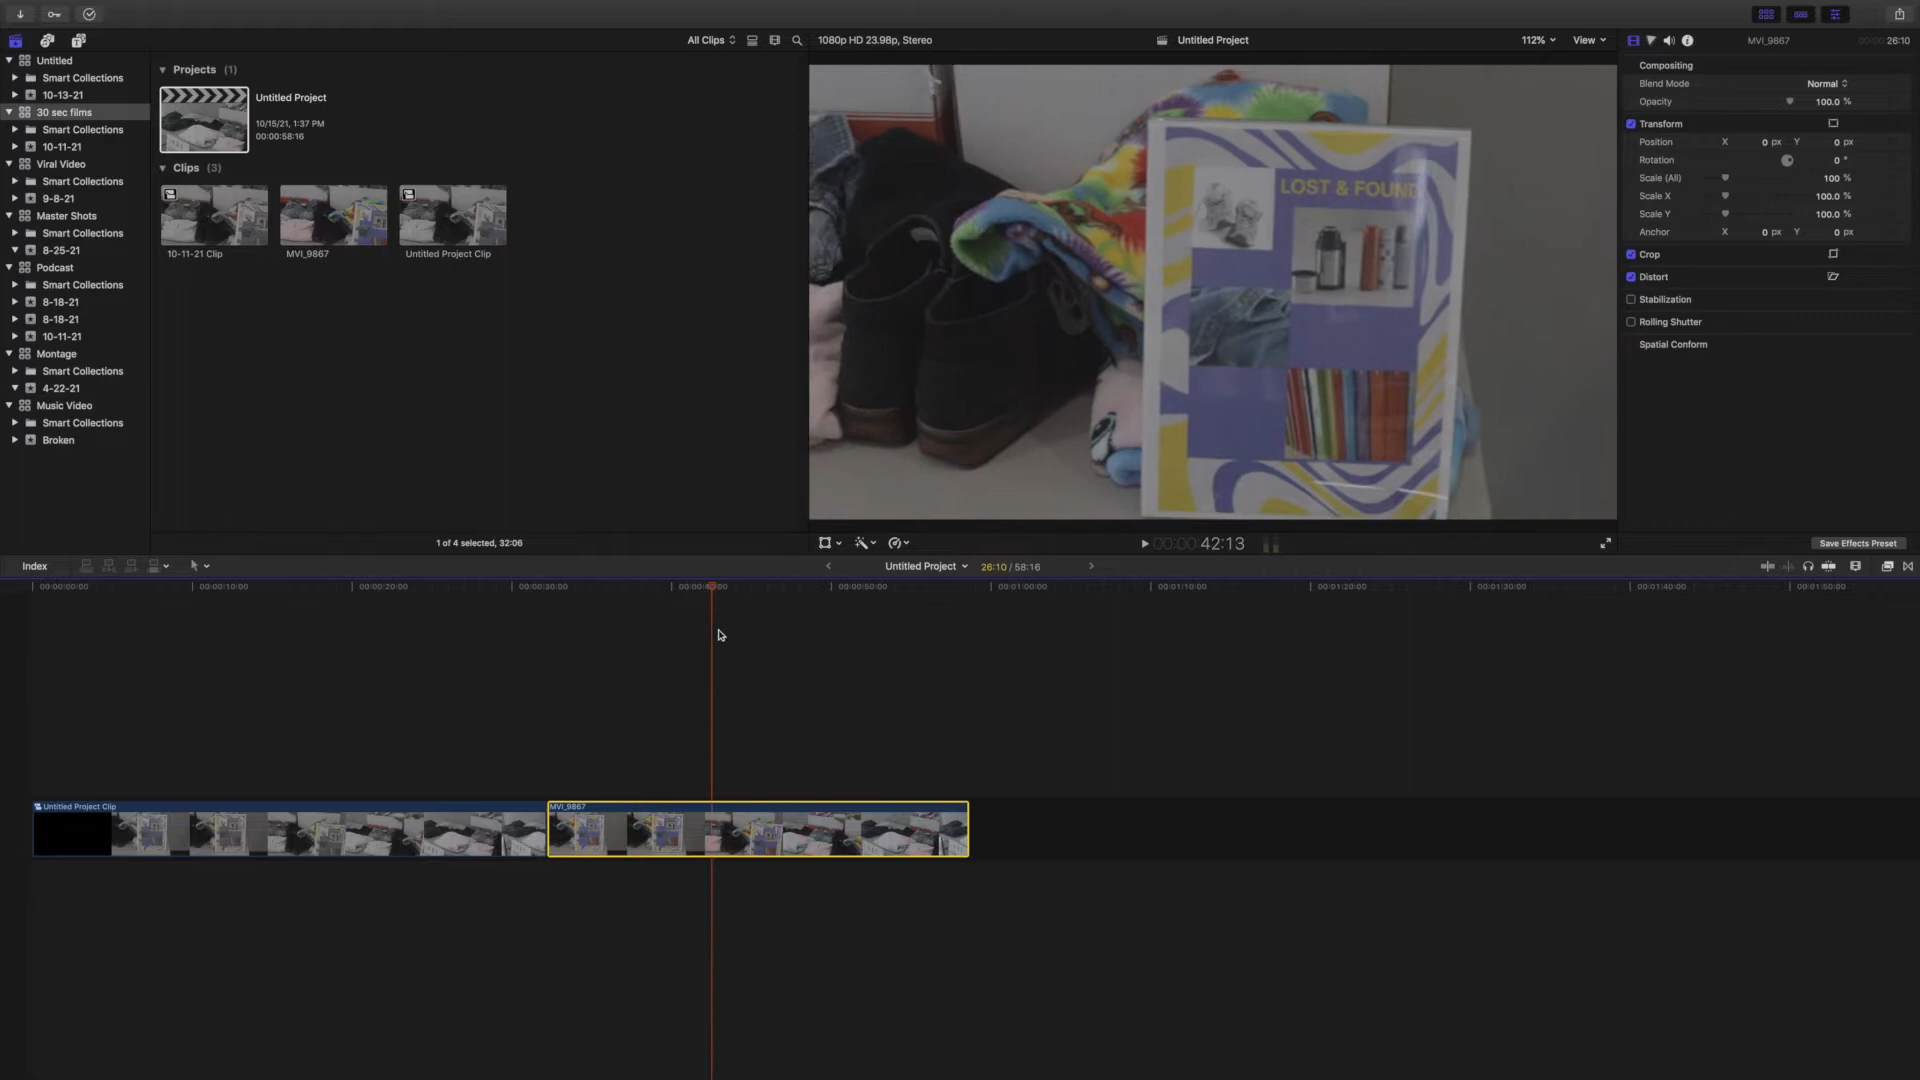 All Clips
1080p HD 23.98p, Stereo
Untitled Project
112%
View
MVI_9867
26:10
Untitled
Smart Collections
10-13-21
30 sec films
Smart Collections
10-11-21
Viral Video
Smart Collections
9-8-21
Master Shots
Smart Collections
8-25-21
Podcast
Smart Collections
8-18-21
8-18-21
10-11-21
Montage
Smart Collections
4-22-21
Music Video
Smart Collections
Broken
Projects (1)
Untitled Project
10/15/21, 1:37 PM
00:00:58:16
Clips (3)
10-11-21 Clip
MVI_9867
Untitled Project Clip
1 of 4 selected, 32:06
LOST & FOUND
00:00:42:13
Compositing
Blend Mode Normal
Opacity 100.0 %
Transform
Position X 0 px Y 0 px
Rotation 0 °
Scale (All) 100 %
Scale X 100.0 %
Scale Y 100.0 %
Anchor X 0 px Y 0 px
Crop
Distort
Stabilization
Rolling Shutter
Spatial Conform
Save Effects Preset
Index
Untitled Project 26:10 / 58:16
00:00:00:00 00:00:10:00 00:00:20:00 00:00:30:00 00:00:50:00 00:01:00:00 00:01:10:00 00:01:20:00 00:01:30:00 00:01:40:00 00:01:50:00
Untitled Project Clip
MVI_9867